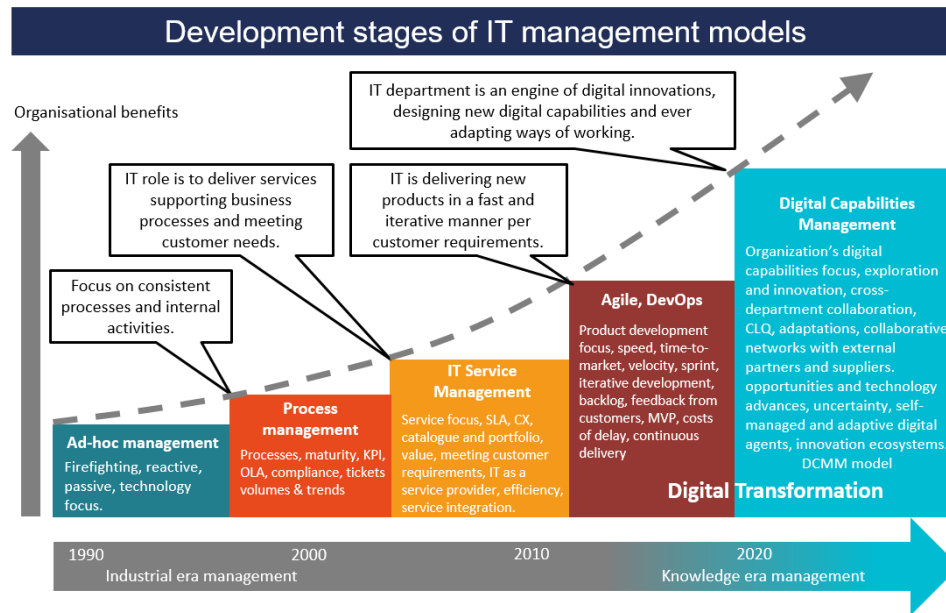 Development stages of IT management models
Organisational benefits
IT department is an engine of digital innovations,
designing new digital capabilities and ever
adapting ways of working.
IT role is to deliver services
supporting business
processes and meeting
customer needs.
IT is delivering new
products in a fast and
iterative manner per
customer requirements.
Focus on consistent
processes and internal
activities.
Ad-hoc management
Firefighting, reactive,
passive, technology
focus.
Process
management
Processes, maturity, KPI,
OLA, compliance, tickets
volumes & trends
IT Service
Management
Service focus, SLA, CX,
catalogue and portfolio,
value, meeting customer
requirements, IT as a
service provider, efficiency,
service integration.
Agile, DevOps
Product development
focus, speed, time-to-
market, velocity, sprint,
iterative development,
backlog, feedback from
customers, MVP, costs
of delay, continuous
delivery
Digital Capabilities
Management
Organization's digital
capabilities focus, exploration
and innovation, cross-
department collaboration,
CLQ, adaptations, collaborative
networks with external
partners and suppliers.
opportunities and technology
advances, uncertainty, self-
managed and adaptive digital
agents, innovation ecosystems.
DCMM model
Digital Transformation
1990
2000
2010
2020
Industrial era management
Knowledge era management